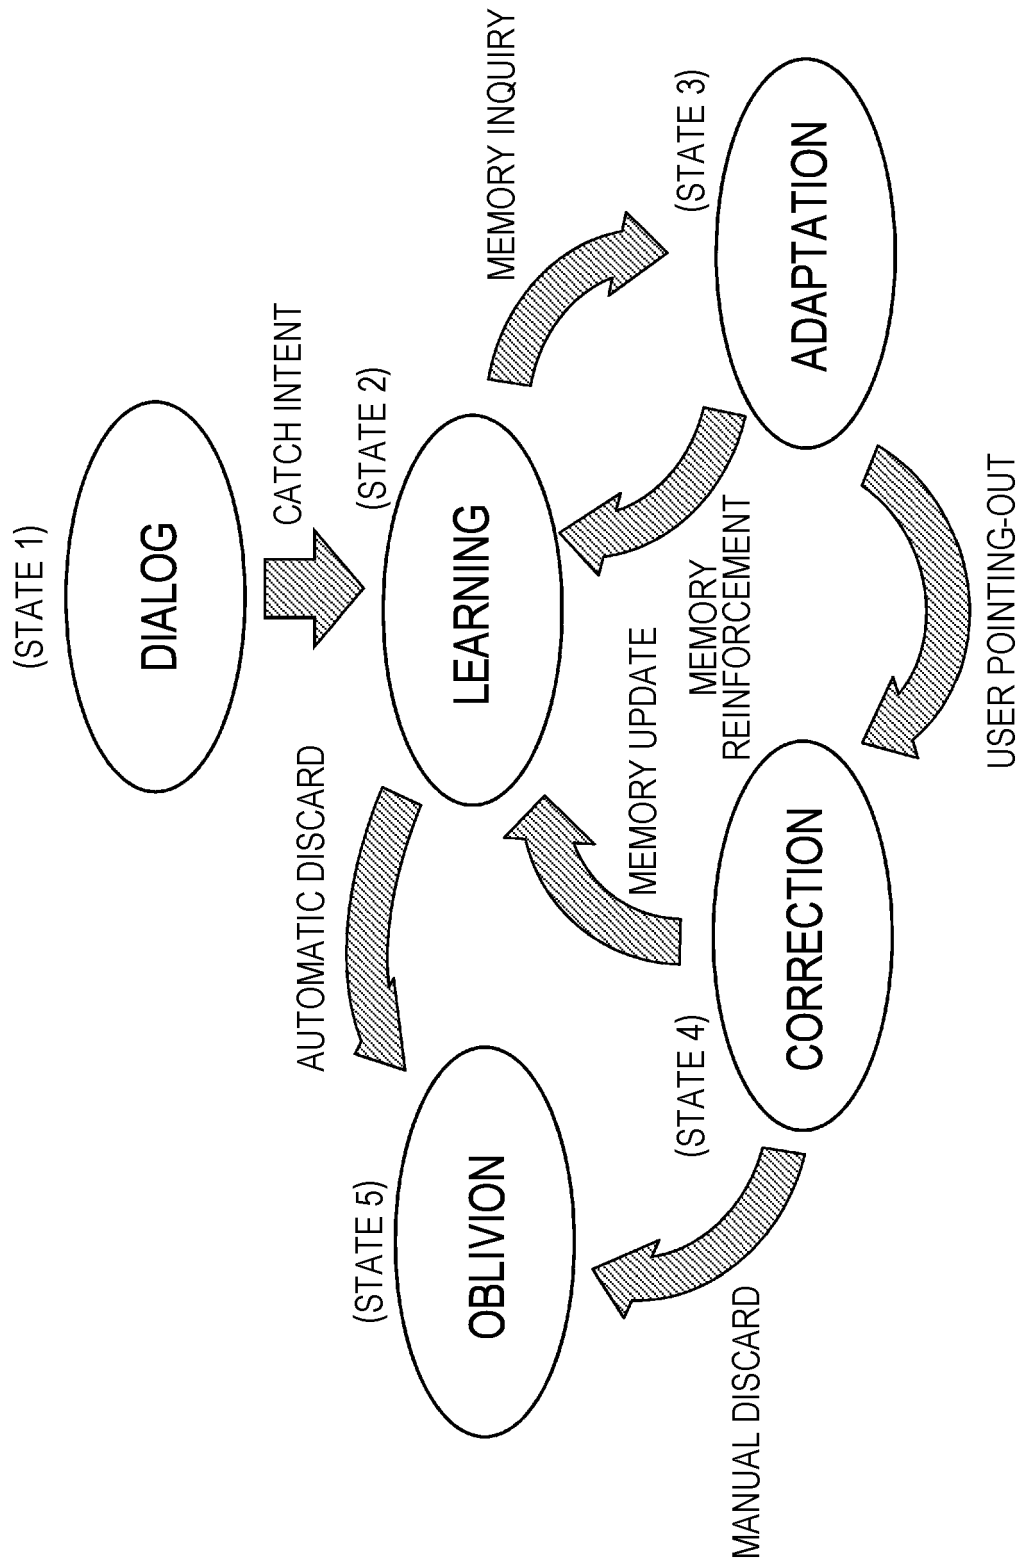 (STATE 1)
DIALOG
CATCH INTENT
AUTOMATIC DISCARD
(STATE 5)
OBLIVION
(STATE 2)
LEARNING
MEMORY INQUIRY
MEMORY UPDATE
MEMORY
REINFORCEMENT
MANUAL DISCARD
(STATE 4)
CORRECTION
(STATE 3)
ADAPTATION
USER POINTING-OUT